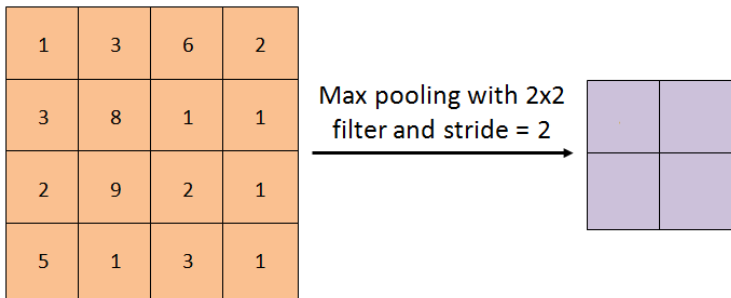 1 3 6 2
3 8 1 1
2 9 2 1
5 1 3 1
Max pooling with 2x2
filter and stride = 2